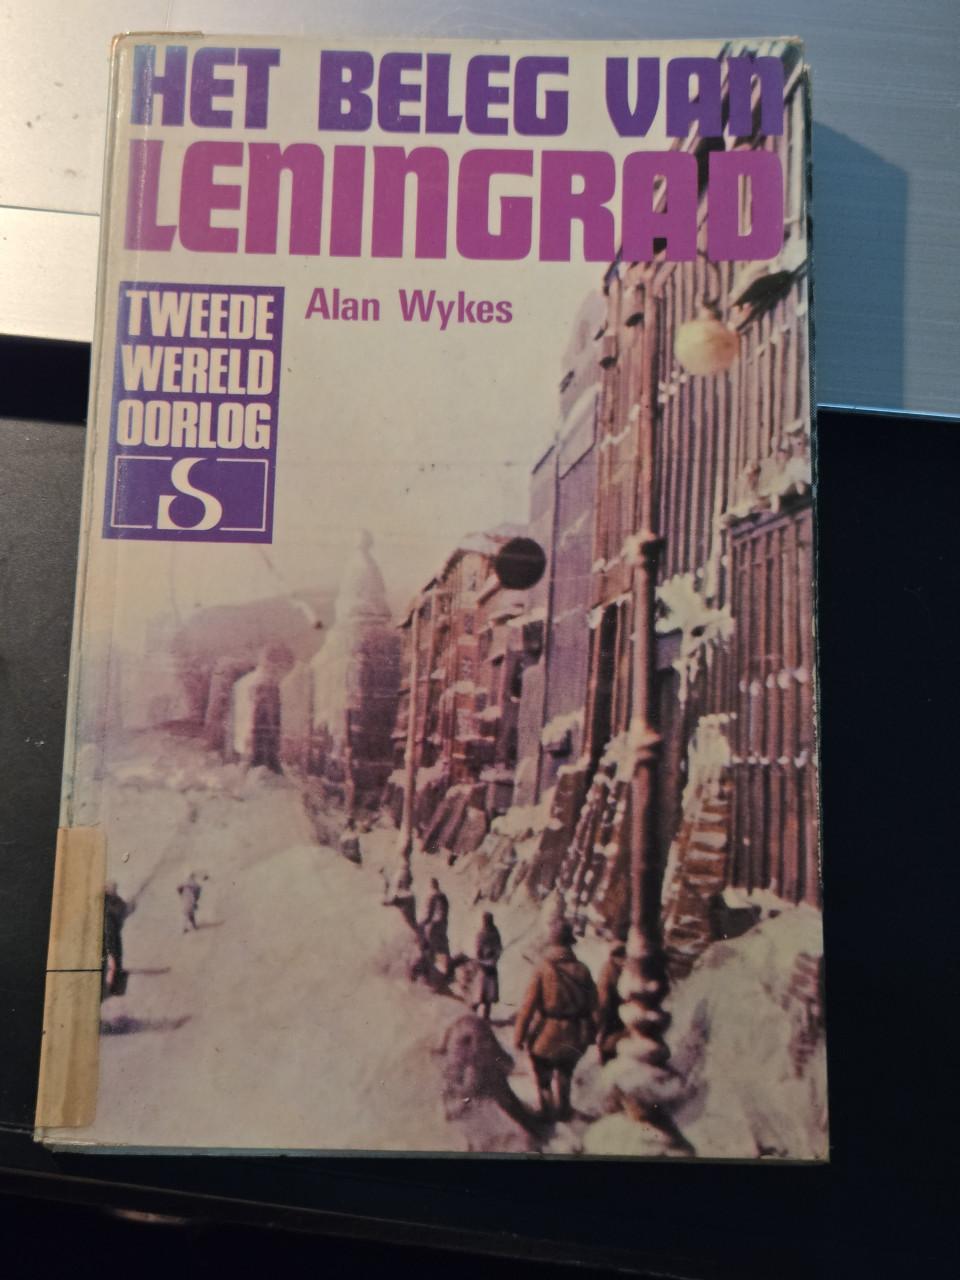 HET BELEG VAN
LENINGRAD
Alan Wykes
TWEEDE
WERELD
OORLOG
S